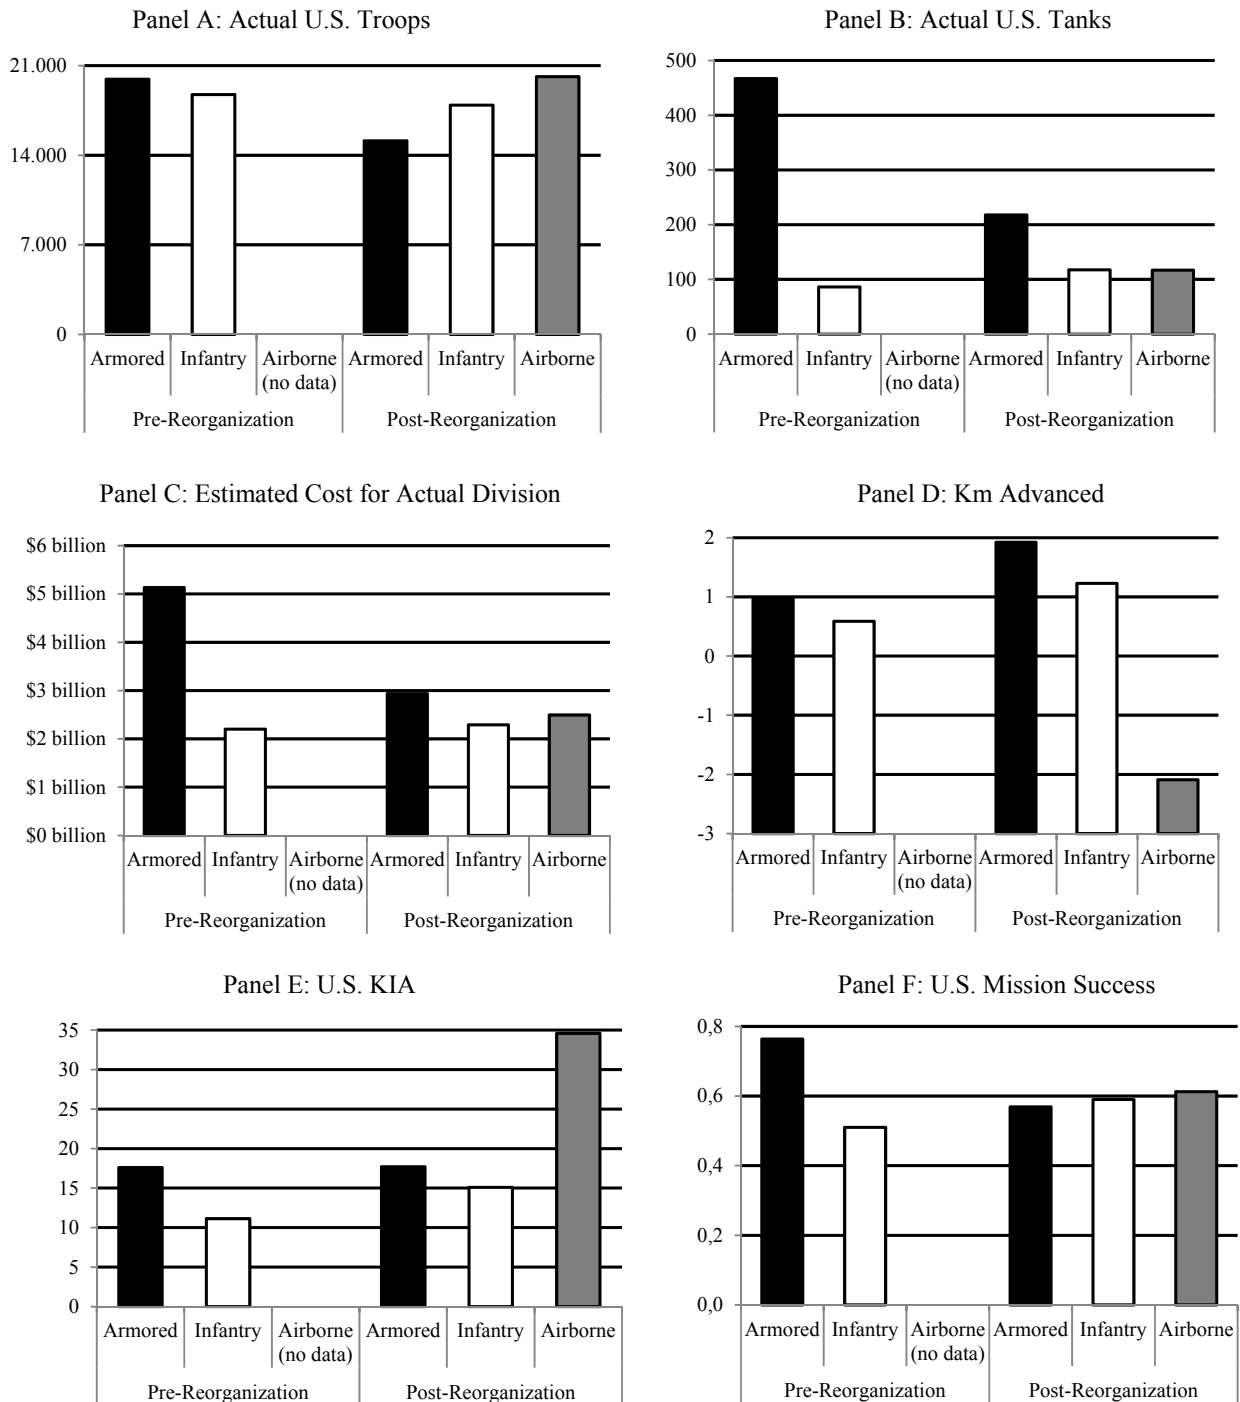 Panel A: Actual U.S. Troops
21.000
14.000
7.000
0
Armored Infantry Airborne (no data) Armored Infantry Airborne
Pre-Reorganization Post-Reorganization
Panel B: Actual U.S. Tanks
500
400
300
200
100
0
Armored Infantry Airborne (no data) Armored Infantry Airborne
Pre-Reorganization Post-Reorganization
Panel C: Estimated Cost for Actual Division
$6 billion
$5 billion
$4 billion
$3 billion
$2 billion
$1 billion
$0 billion
Armored Infantry Airborne (no data) Armored Infantry Airborne
Pre-Reorganization Post-Reorganization
Panel D: Km Advanced
2
1
0
-1
-2
-3
Armored Infantry Airborne (no data) Armored Infantry Airborne
Pre-Reorganization Post-Reorganization
Panel E: U.S. KIA
35
30
25
20
15
10
5
0
Armored Infantry Airborne (no data) Armored Infantry Airborne
Pre-Reorganization Post-Reorganization
Panel F: U.S. Mission Success
0,8
0,6
0,4
0,2
0,0
Armored Infantry Airborne (no data) Armored Infantry Airborne
Pre-Reorganization Post-Reorganization